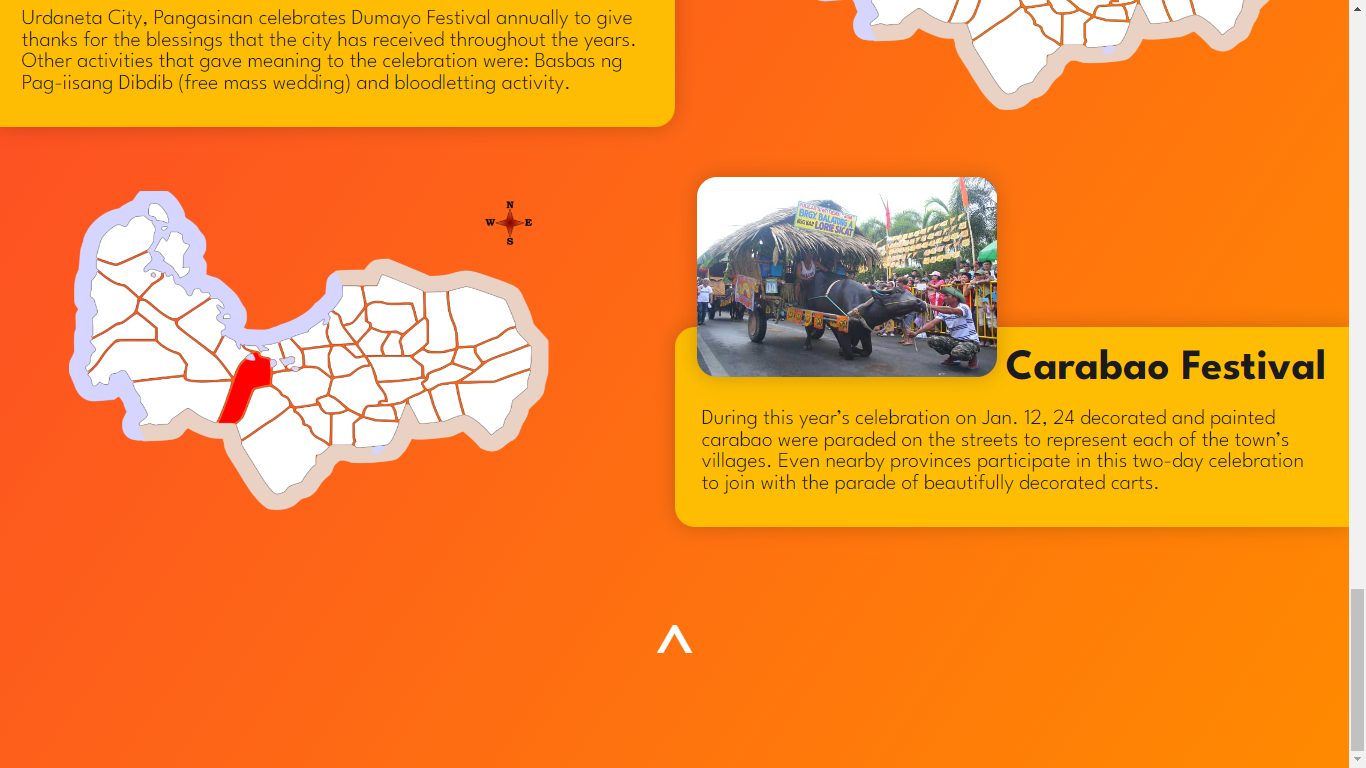 Urdaneta City, Pangasinan celebrates Dumayo Festival annually to give
thanks for the blessings that the city has received throughout the years.
Other activities that gave meaning to the celebration were: Basbas ng
Pag-iisang Dibdib (free mass wedding) and bloodletting activity.
N
W E
S
BRGY. BALATING
LORIE SICAT
04
Carabao Festival
During this year's celebration on Jan. 12, 24 decorated and painted
carabao were paraded on the streets to represent each of the town's
villages. Even nearby provinces participate in this two-day celebration
to join with the parade of beautifully decorated carts.